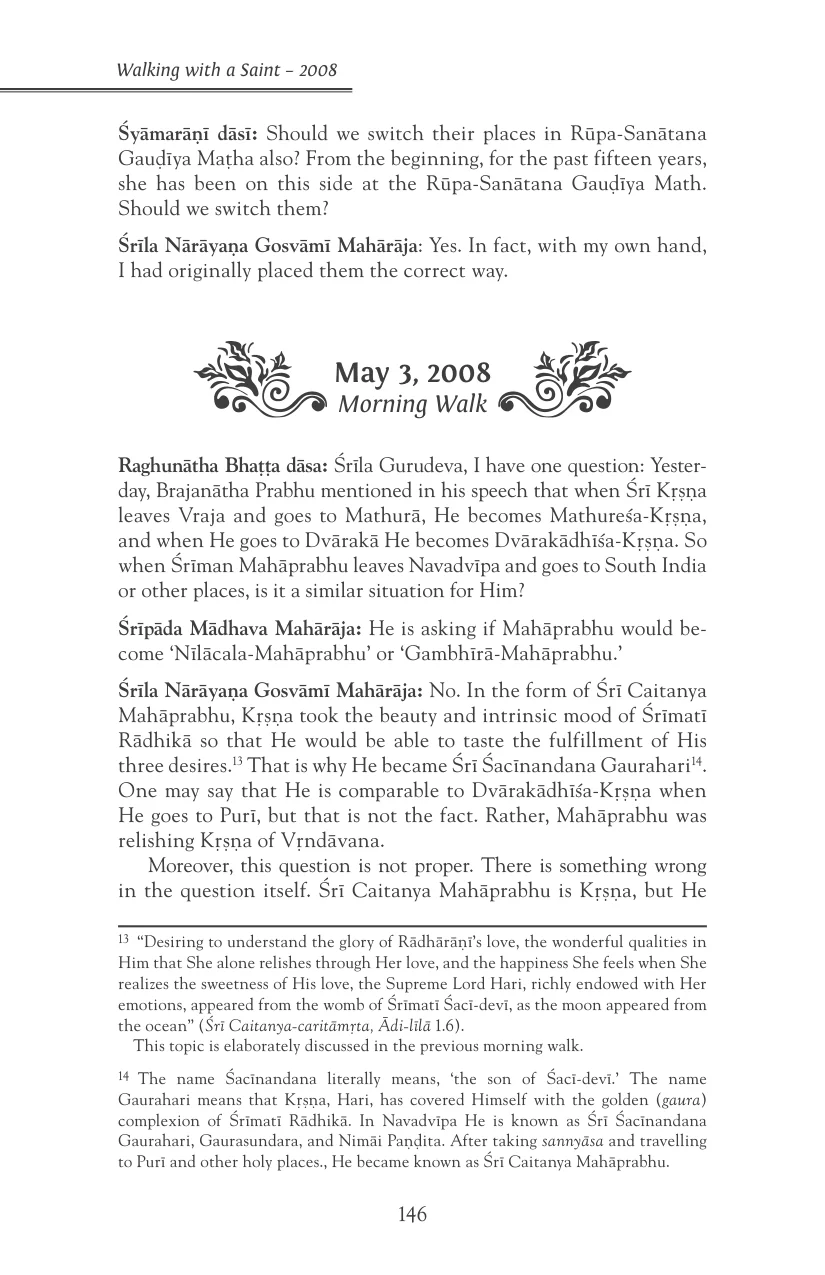 Walking with a Saint – 2008
Śyāmarāṇī dāsī: Should we switch their places in Rūpa-Sanātana
Gauḍīya Maṭha also? From the beginning, for the past fifteen years,
she has been on this side at the Rūpa-Sanātana Gauḍīya Math.
Should we switch them?
Śrīla Nārāyaṇa Gosvāmī Mahārāja: Yes. In fact, with my own hand,
I had originally placed them the correct way.
May 3, 2008
Morning Walk
Raghunātha Bhaṭṭa dāsa: Śrīla Gurudeva, I have one question: Yester-
day, Brajanātha Prabhu mentioned in his speech that when Śrī Kṛṣṇa
leaves Vraja and goes to Mathurā, He becomes Mathureśa-Kṛṣṇa,
and when He goes to Dvārakā He becomes Dvārakādhīśa-Kṛṣṇa. So
when Śrīman Mahāprabhu leaves Navadvīpa and goes to South India
or other places, is it a similar situation for Him?
Śrīpāda Mādhava Mahārāja: He is asking if Mahāprabhu would be-
come ‘Nīlācala-Mahāprabhu’ or ‘Gambhīrā-Mahāprabhu.’
Śrīla Nārāyaṇa Gosvāmī Mahārāja: No. In the form of Śrī Caitanya
Mahāprabhu, Kṛṣṇa took the beauty and intrinsic mood of Śrīmatī
Rādhikā so that He would be able to taste the fulfillment of His
three desires.13 That is why He became Śrī Śacīnandana Gaurahari14.
One may say that He is comparable to Dvārakādhīśa-Kṛṣṇa when
He goes to Purī, but that is not the fact. Rather, Mahāprabhu was
relishing Kṛṣṇa of Vṛndāvana.
Moreover, this question is not proper. There is something wrong
in the question itself. Śrī Caitanya Mahāprabhu is Kṛṣṇa, but He
13 “Desiring to understand the glory of Rādhārāṇī’s love, the wonderful qualities in
Him that She alone relishes through Her love, and the happiness She feels when She
realizes the sweetness of His love, the Supreme Lord Hari, richly endowed with Her
emotions, appeared from the womb of Śrīmatī Śacī-devī, as the moon appeared from
the ocean” (Śrī Caitanya-caritāmṛta, Ādi-līlā 1.6).
This topic is elaborately discussed in the previous morning walk.
14 The name Śacīnandana literally means, ‘the son of Śacī-devī.’ The name
Gaurahari means that Kṛṣṇa, Hari, has covered Himself with the golden (gaura)
complexion of Śrīmatī Rādhikā. In Navadvīpa He is known as Śrī Śacīnandana
Gaurahari, Gaurasundara, and Nimāi Paṇḍita. After taking sannyāsa and travelling
to Purī and other holy places., He became known as Śrī Caitanya Mahāprabhu.
146